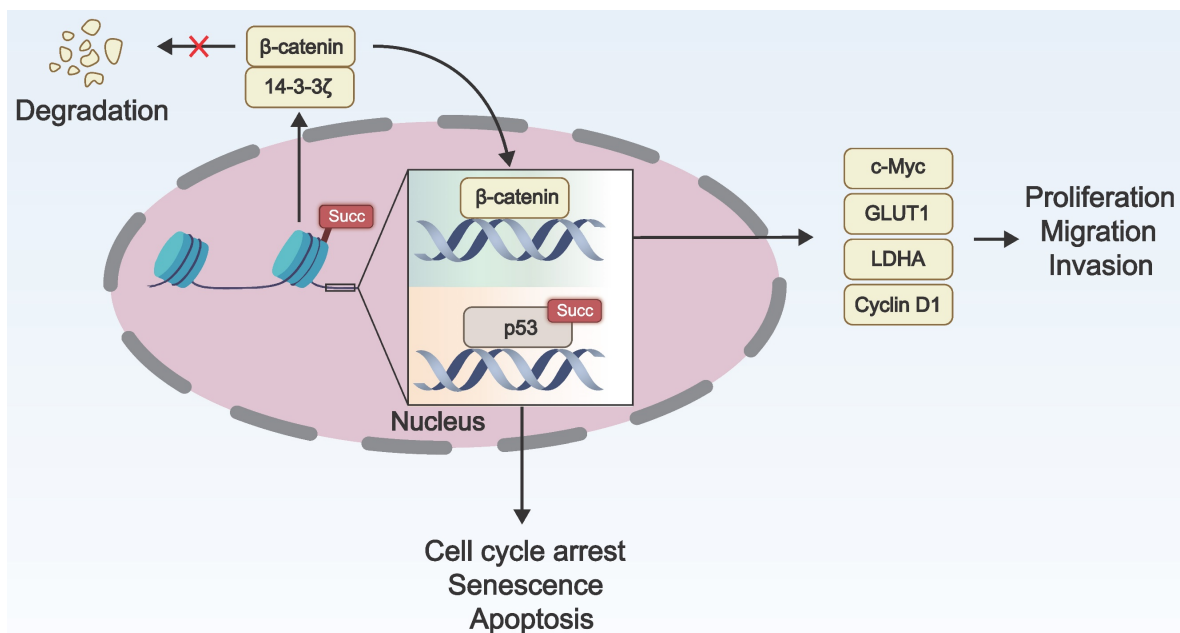 β-catenin
14-3-3ζ
Degradation
Succ
β-catenin
p53
Succ
Nucleus
c-Myc
GLUT1
LDHA
Cyclin D1
Proliferation
Migration
Invasion
Cell cycle arrest
Senescence
Apoptosis